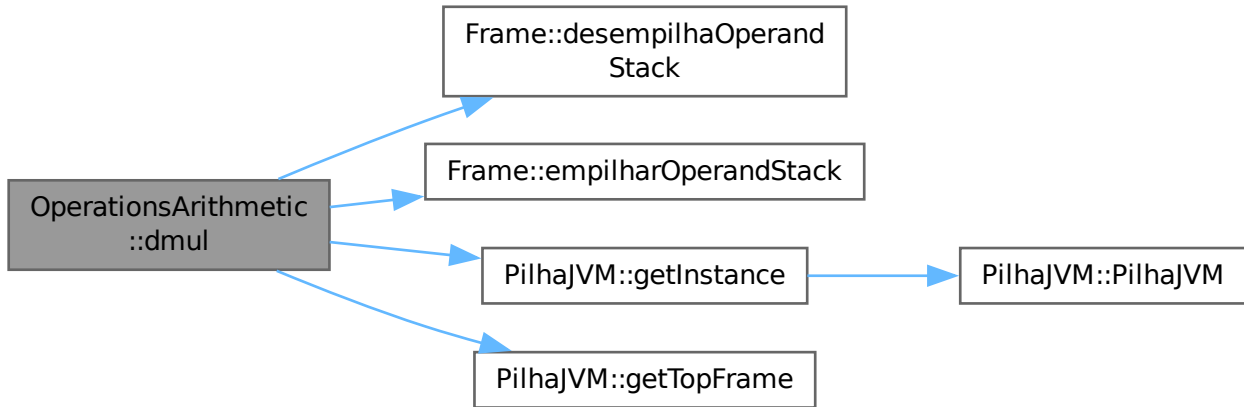 Frame::desempilhaOperand
Stack
Frame::empilharOperandStack
OperationsArithmetic
::dmul
PilhaJVM::getInstance
PilhaJVM::PilhaJVM
PilhaJVM::getTopFrame